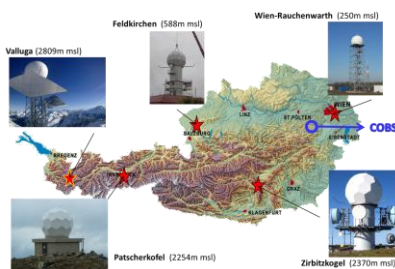 Feldkirchen (588m msl)
Wien-Rauchenwarth (250m msl)
Valluga (2809m msl)
LINZ
WIEN
ST.PÖLTEN
COBS
SALZBURG
EISENSTADT
BREGENZ
GRAZ
KLAGENFURT
Patscherkofel (2254m msl)
Zirbitzkogel (2370m msl)